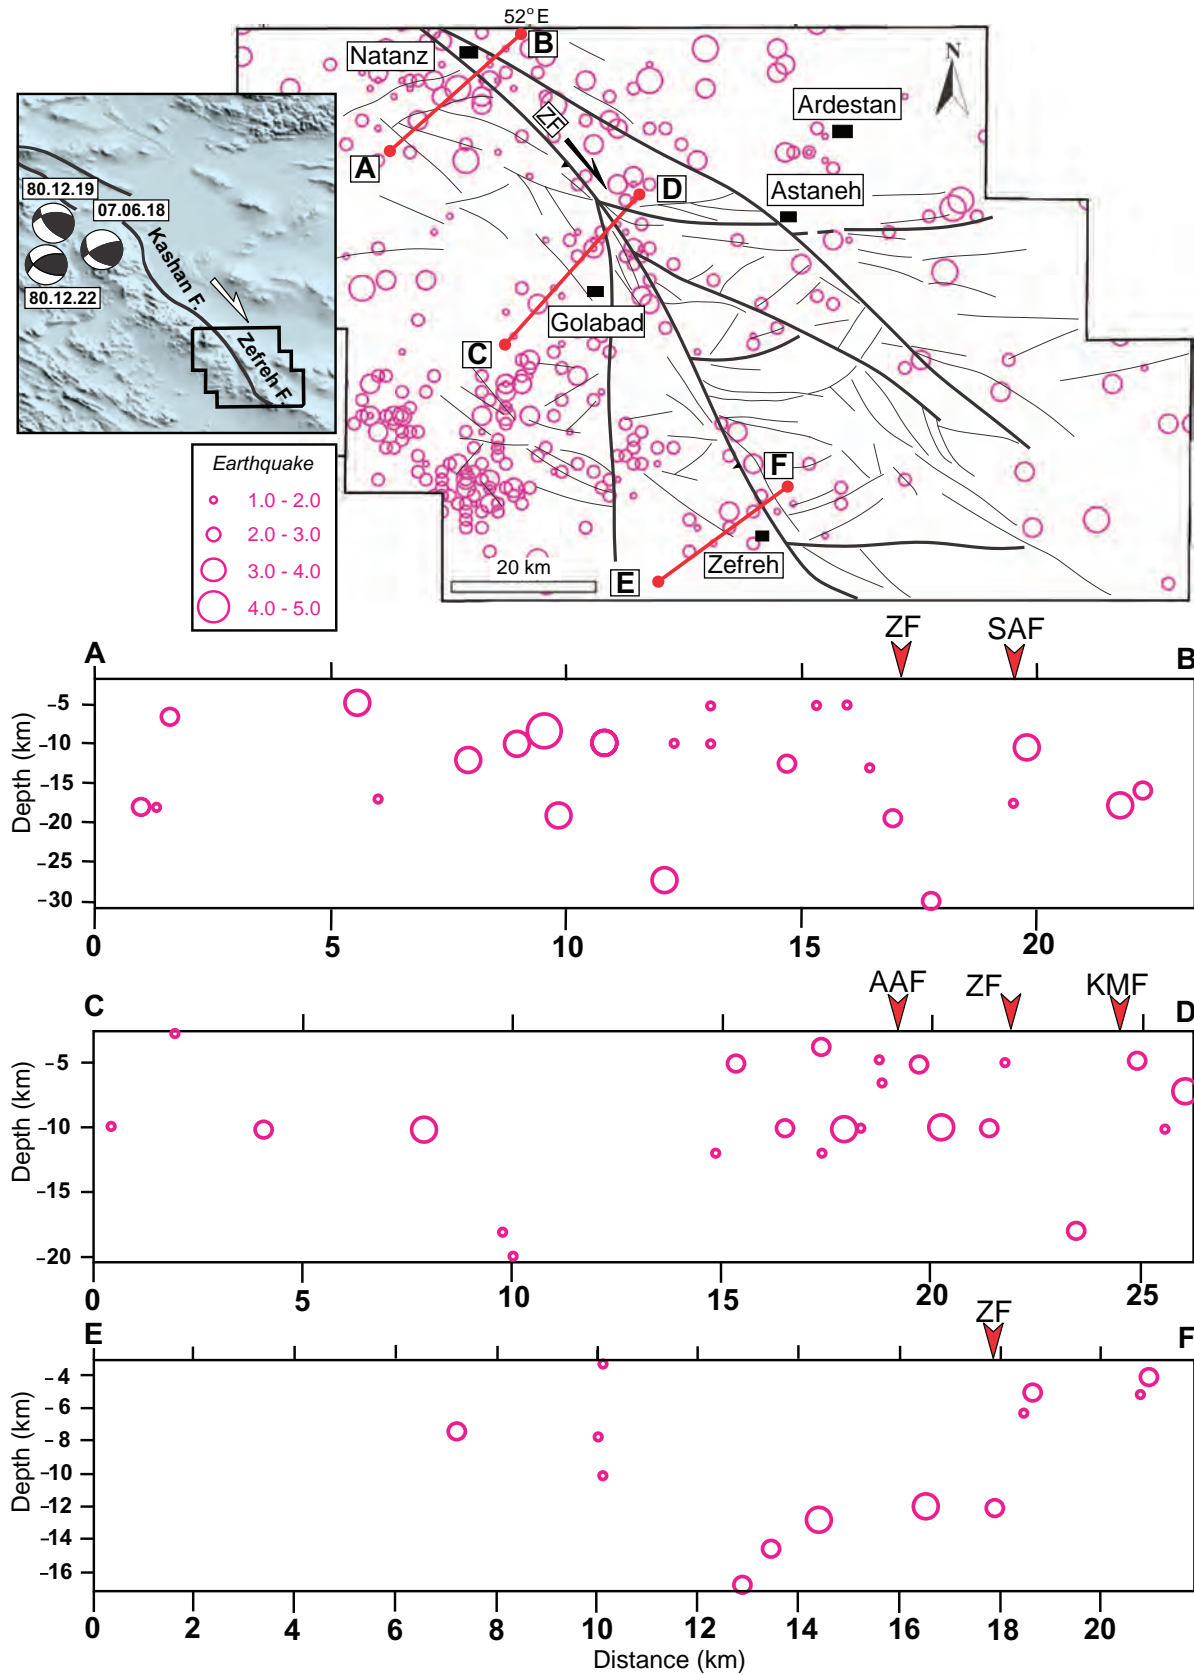 52° E
B
Natanz
N
Ardestan
ZF
A
D
Astaneh
80.12.19
07.06.18
Kashan F.
80.12.22
Golabad
C
Zefreh F.
Earthquake
1.0 - 2.0
2.0 - 3.0
3.0 - 4.0
4.0 - 5.0
F
Zefreh
E
20 km
A
ZF
SAF
B
Depth (km)
−5
−10
−15
−20
−25
−30
0 5 10 15 20
C
AAF
ZF
KMF
D
Depth (km)
−5
−10
−15
−20
0 5 10 15 20 25
E
ZF
F
Depth (km)
−4
−6
−8
−10
−12
−14
−16
0 2 4 6 8 10 12 14 16 18 20
Distance (km)